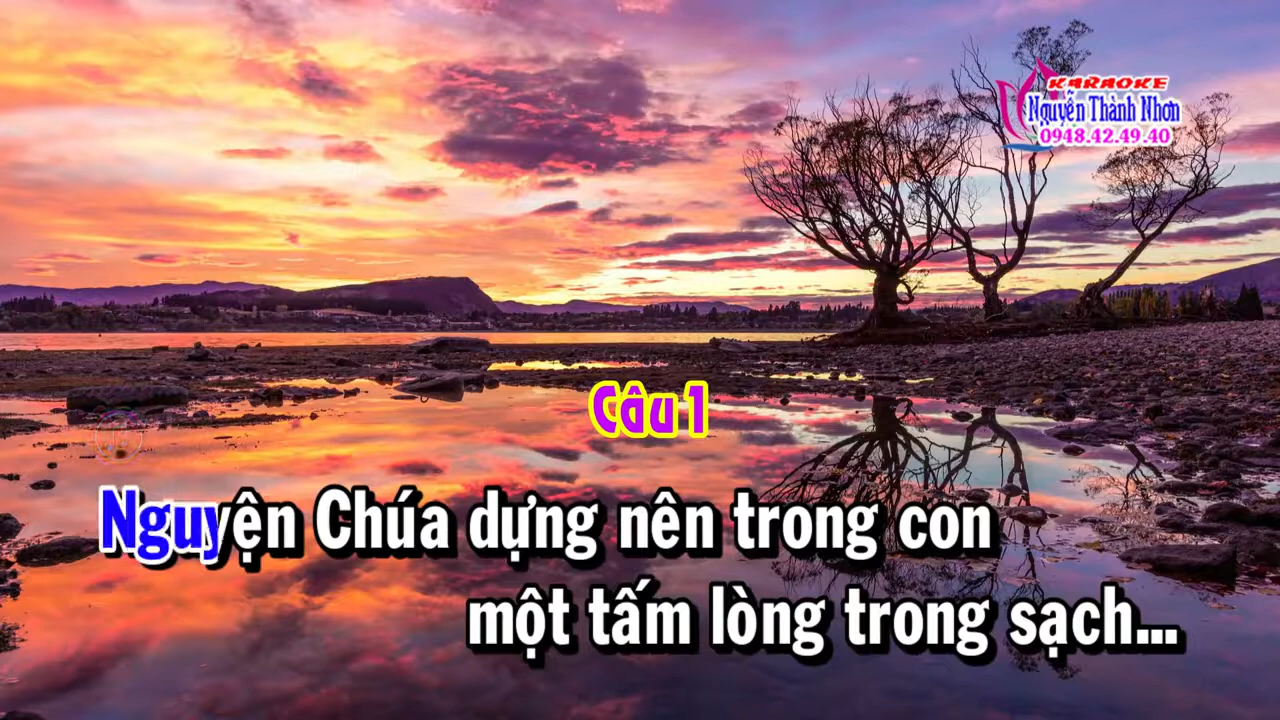 KARAOKE
Nguyễn Thành Nhơn
0948.42.49.40
Câu 1
Nguyện Chúa dựng nên trong con
một tấm lòng trong sạch...